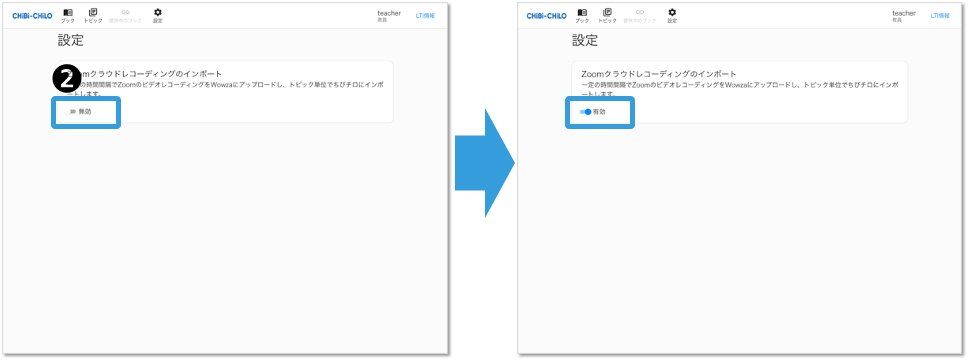 CHiBi-CHiLO ブック トピック 提供中のブック 設定 teacher 教員 LTI情報
設定
❷
omクラウドレコーディングのインポート
の時間間隔でZoomのビデオレコーディングをWowzaにアップロードし、トピック単位でちびチロにインポ
ートします。
無効
CHiBi-CHiLO ブック トピック 提供中のブック 設定 teacher 教員 LTI情報
設定
Zoomクラウドレコーディングのインポート
一定の時間間隔でZoomのビデオレコーディングをWowzaにアップロードし、トピック単位でちびチロにインポ
ートします。
有効